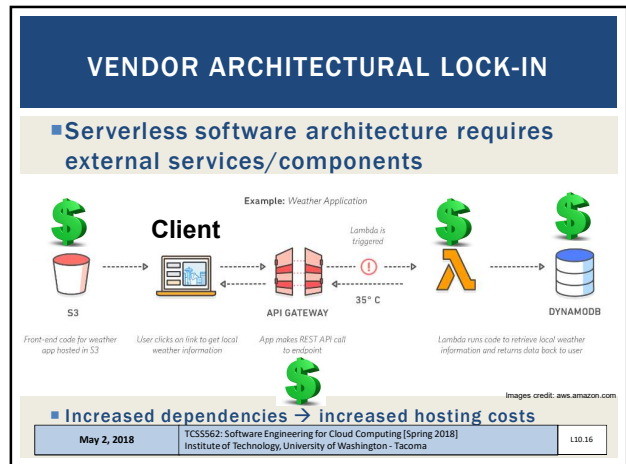 VENDOR ARCHITECTURAL LOCK-IN
Serverless software architecture requires
external services/components
Example: Weather Application
Client
Lambda is
triggered
35° C
S3
API GATEWAY
DYNAMODB
Front-end code for weather
app hosted in S3
User clicks on link to get local
weather information
App makes REST API call
to endpoint
Lambda runs code to retrieve local weather
information and returns data back to user
Images credit: aws.amazon.com
Increased dependencies → increased hosting costs
May 2, 2018
TCSS562: Software Engineering for Cloud Computing [Spring 2018]
Institute of Technology, University of Washington - Tacoma
L10.16